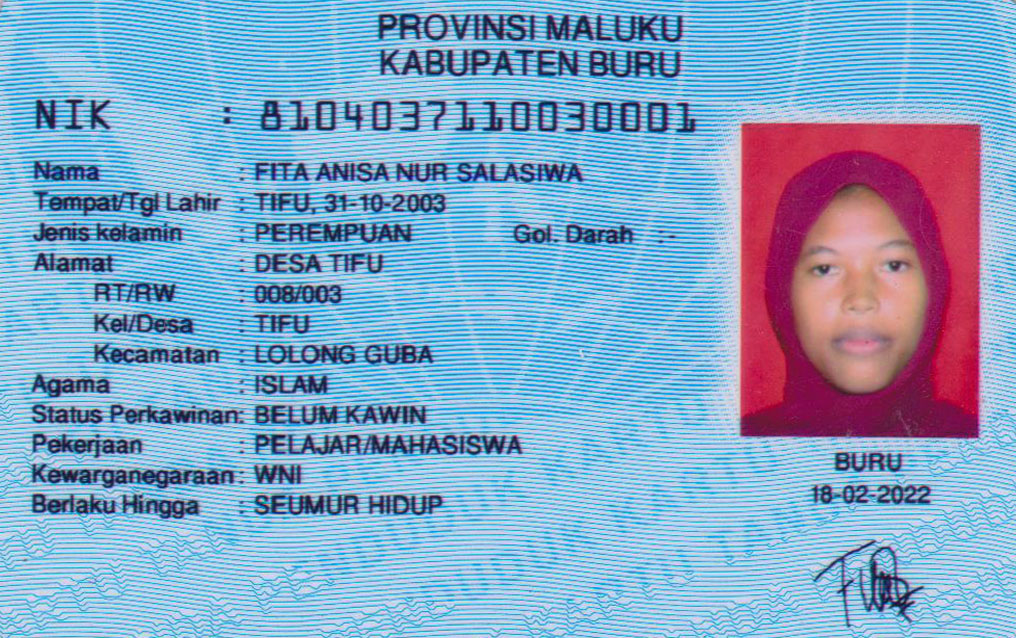 PROVINSI MALUKU
KABUPATEN BURU
NIK : 8104037110030001
Nama : FITA ANISA NUR SALASIWA
Tempat/Tgl Lahir : TIFU, 31-10-2003
Jenis kelamin : PEREMPUAN Gol. Darah : -
Alamat : DESA TIFU
RT/RW : 008/003
Kel/Desa : TIFU
Kecamatan : LOLONG GUBA
Agama : ISLAM
Status Perkawinan: BELUM KAWIN
Pekerjaan : PELAJAR/MAHASISWA
Kewarganegaraan : WNI
Berlaku Hingga : SEUMUR HIDUP
BURU
18-02-2022